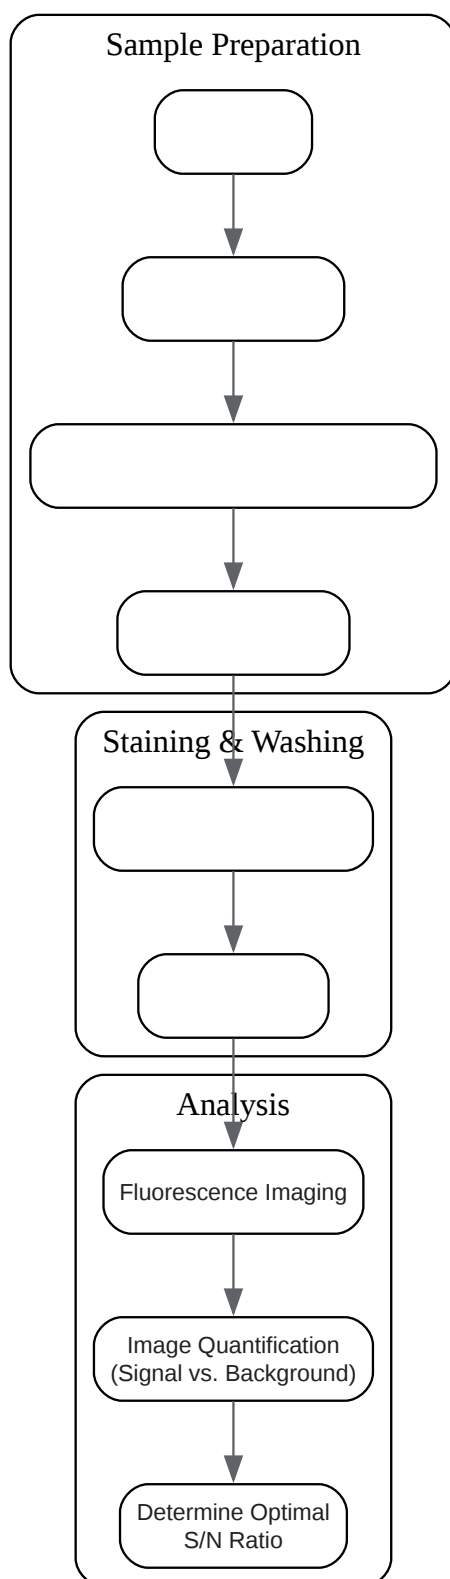 Sample Preparation
Staining & Washing
Analysis
Fluorescence Imaging
Image Quantification
(Signal vs. Background)
Determine Optimal
S/N Ratio